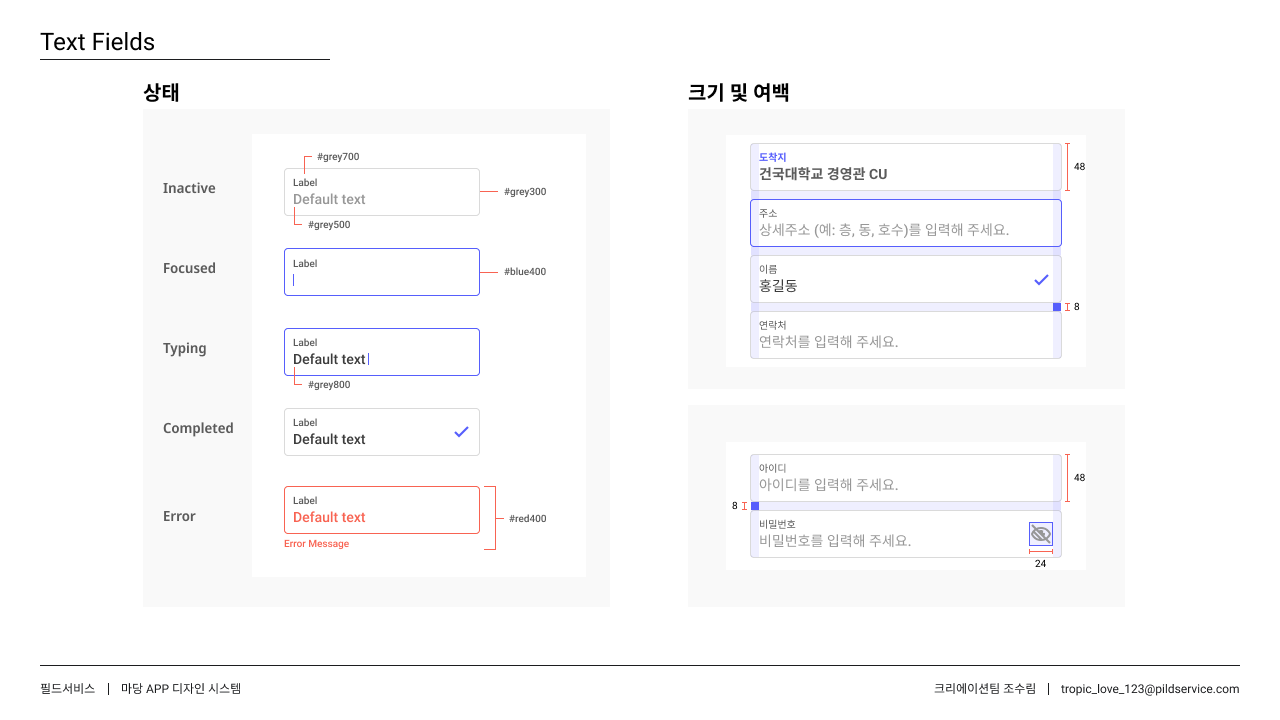 Text Fields
상태
Inactive
#grey700
Label
Default text
#grey300
#grey500
Focused
Label
#blue400
Typing
Label
Default text
#grey800
Completed
Label
Default text
Error
Label
Default text
#red400
Error Message
크기 및 여백
도착지
건국대학교 경영관 CU
48
주소
상세주소 (예: 층, 동, 호수)를 입력해 주세요.
이름
홍길동
8
연락처
연락처를 입력해 주세요.
아이디
아이디를 입력해 주세요.
48
8
비밀번호
비밀번호를 입력해 주세요.
24
필드서비스 | 마당 APP 디자인 시스템
크리에이션팀 조수림 | tropic_love_123@pildservice.com